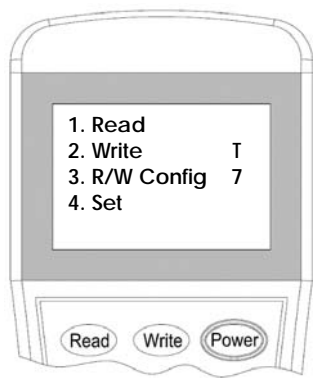 1. Read
2. Write T
3. R/W Config 7
4. Set
Read Write Power